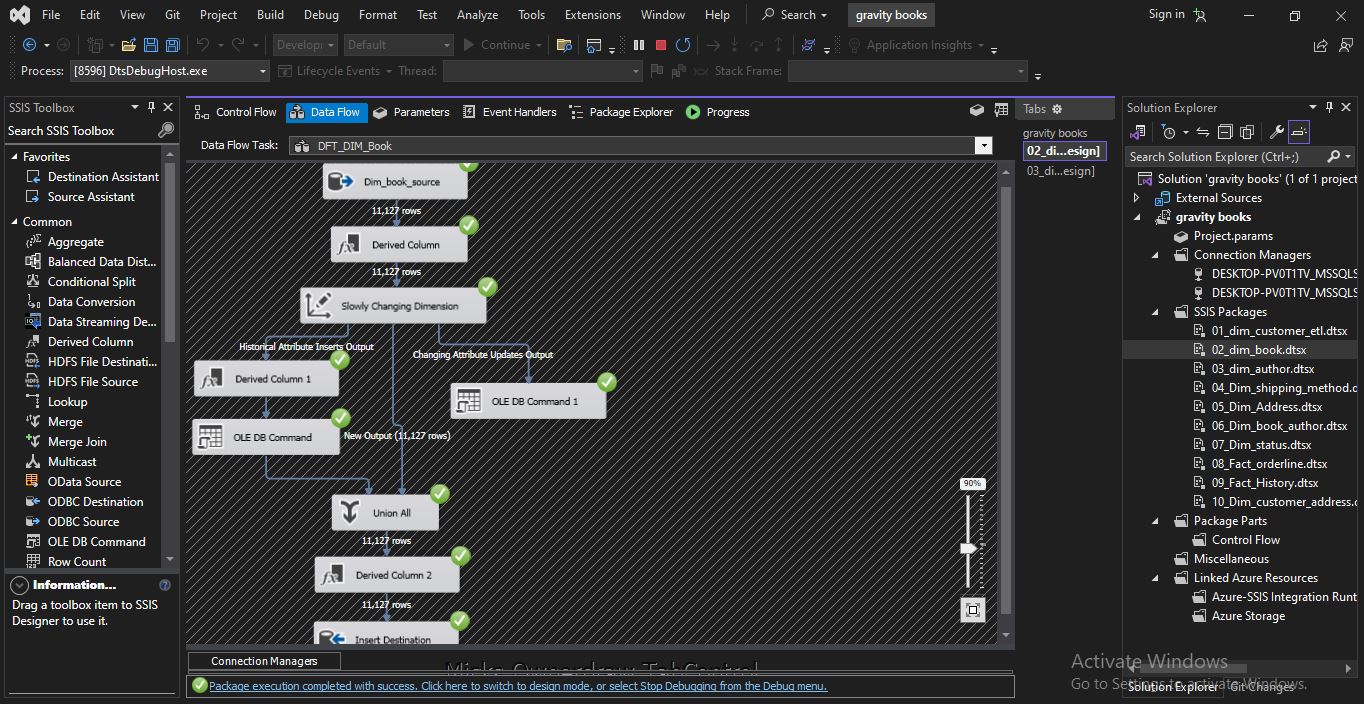 File Edit View Git Project Build Debug Format Test Analyze Tools Extensions Window Help Search gravity books Sign in
Develop Default Continue Application Insights
Process: [8596] DtsDebugHost.exe Lifecycle Events Thread: Stack Frame:
SSIS Toolbox
Search SSIS Toolbox
Favorites
Destination Assistant
Source Assistant
Common
Aggregate
Balanced Data Dist...
Conditional Split
Data Conversion
Data Streaming De...
Derived Column
HDFS File Destinati...
HDFS File Source
Lookup
Merge
Merge Join
Multicast
OData Source
ODBC Destination
ODBC Source
OLE DB Command
Row Count
Information...
Drag a toolbox item to SSIS
Designer to use it.
Control Flow Data Flow Parameters Event Handlers Package Explorer Progress
Data Flow Task: DFT_DIM_Book
Dim_book_source
11,127 rows
Derived Column
11,127 rows
Slowly Changing Dimension
Historical Attribute Inserts Output
Changing Attribute Updates Output
Derived Column 1
OLE DB Command 1
OLE DB Command
New Output (11,127 rows)
Union All
11,127 rows
Derived Column 2
11,127 rows
Insert Destination
90%
Connection Managers
Package execution completed with success. Click here to switch to design mode, or select Stop Debugging from the Debug menu.
Tabs
gravity books
02_di...esign]
03_di...esign]
Solution Explorer
Search Solution Explorer (Ctrl+;)
Solution 'gravity books' (1 of 1 project
External Sources
gravity books
Project.params
Connection Managers
DESKTOP-PV0T1TV_MSSQLS
DESKTOP-PV0T1TV_MSSQLS
SSIS Packages
01_dim_customer_etl.dtsx
02_dim_book.dtsx
03_dim_author.dtsx
04_Dim_shipping_method.d
05_Dim_Address.dtsx
06_Dim_book_author.dtsx
07_Dim_status.dtsx
08_Fact_orderline.dtsx
09_Fact_History.dtsx
10_Dim_customer_address.d
Package Parts
Control Flow
Miscellaneous
Linked Azure Resources
Azure-SSIS Integration Runt
Azure Storage
Activate Windows
Go to Settings to activate Windows.
Solution Explorer Git Changes